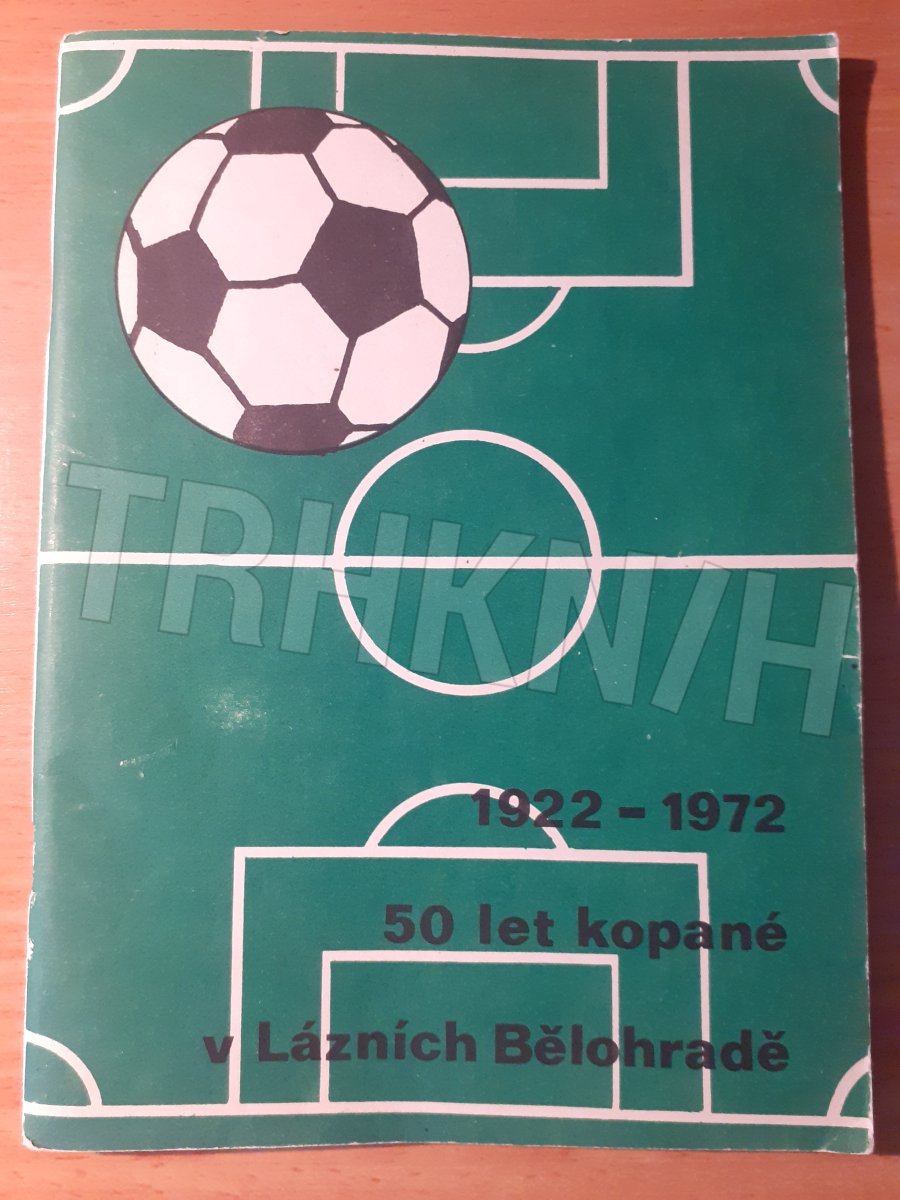 TRHKNIH
1922 - 1972
50 let kopané
v Lázních Bělohradě